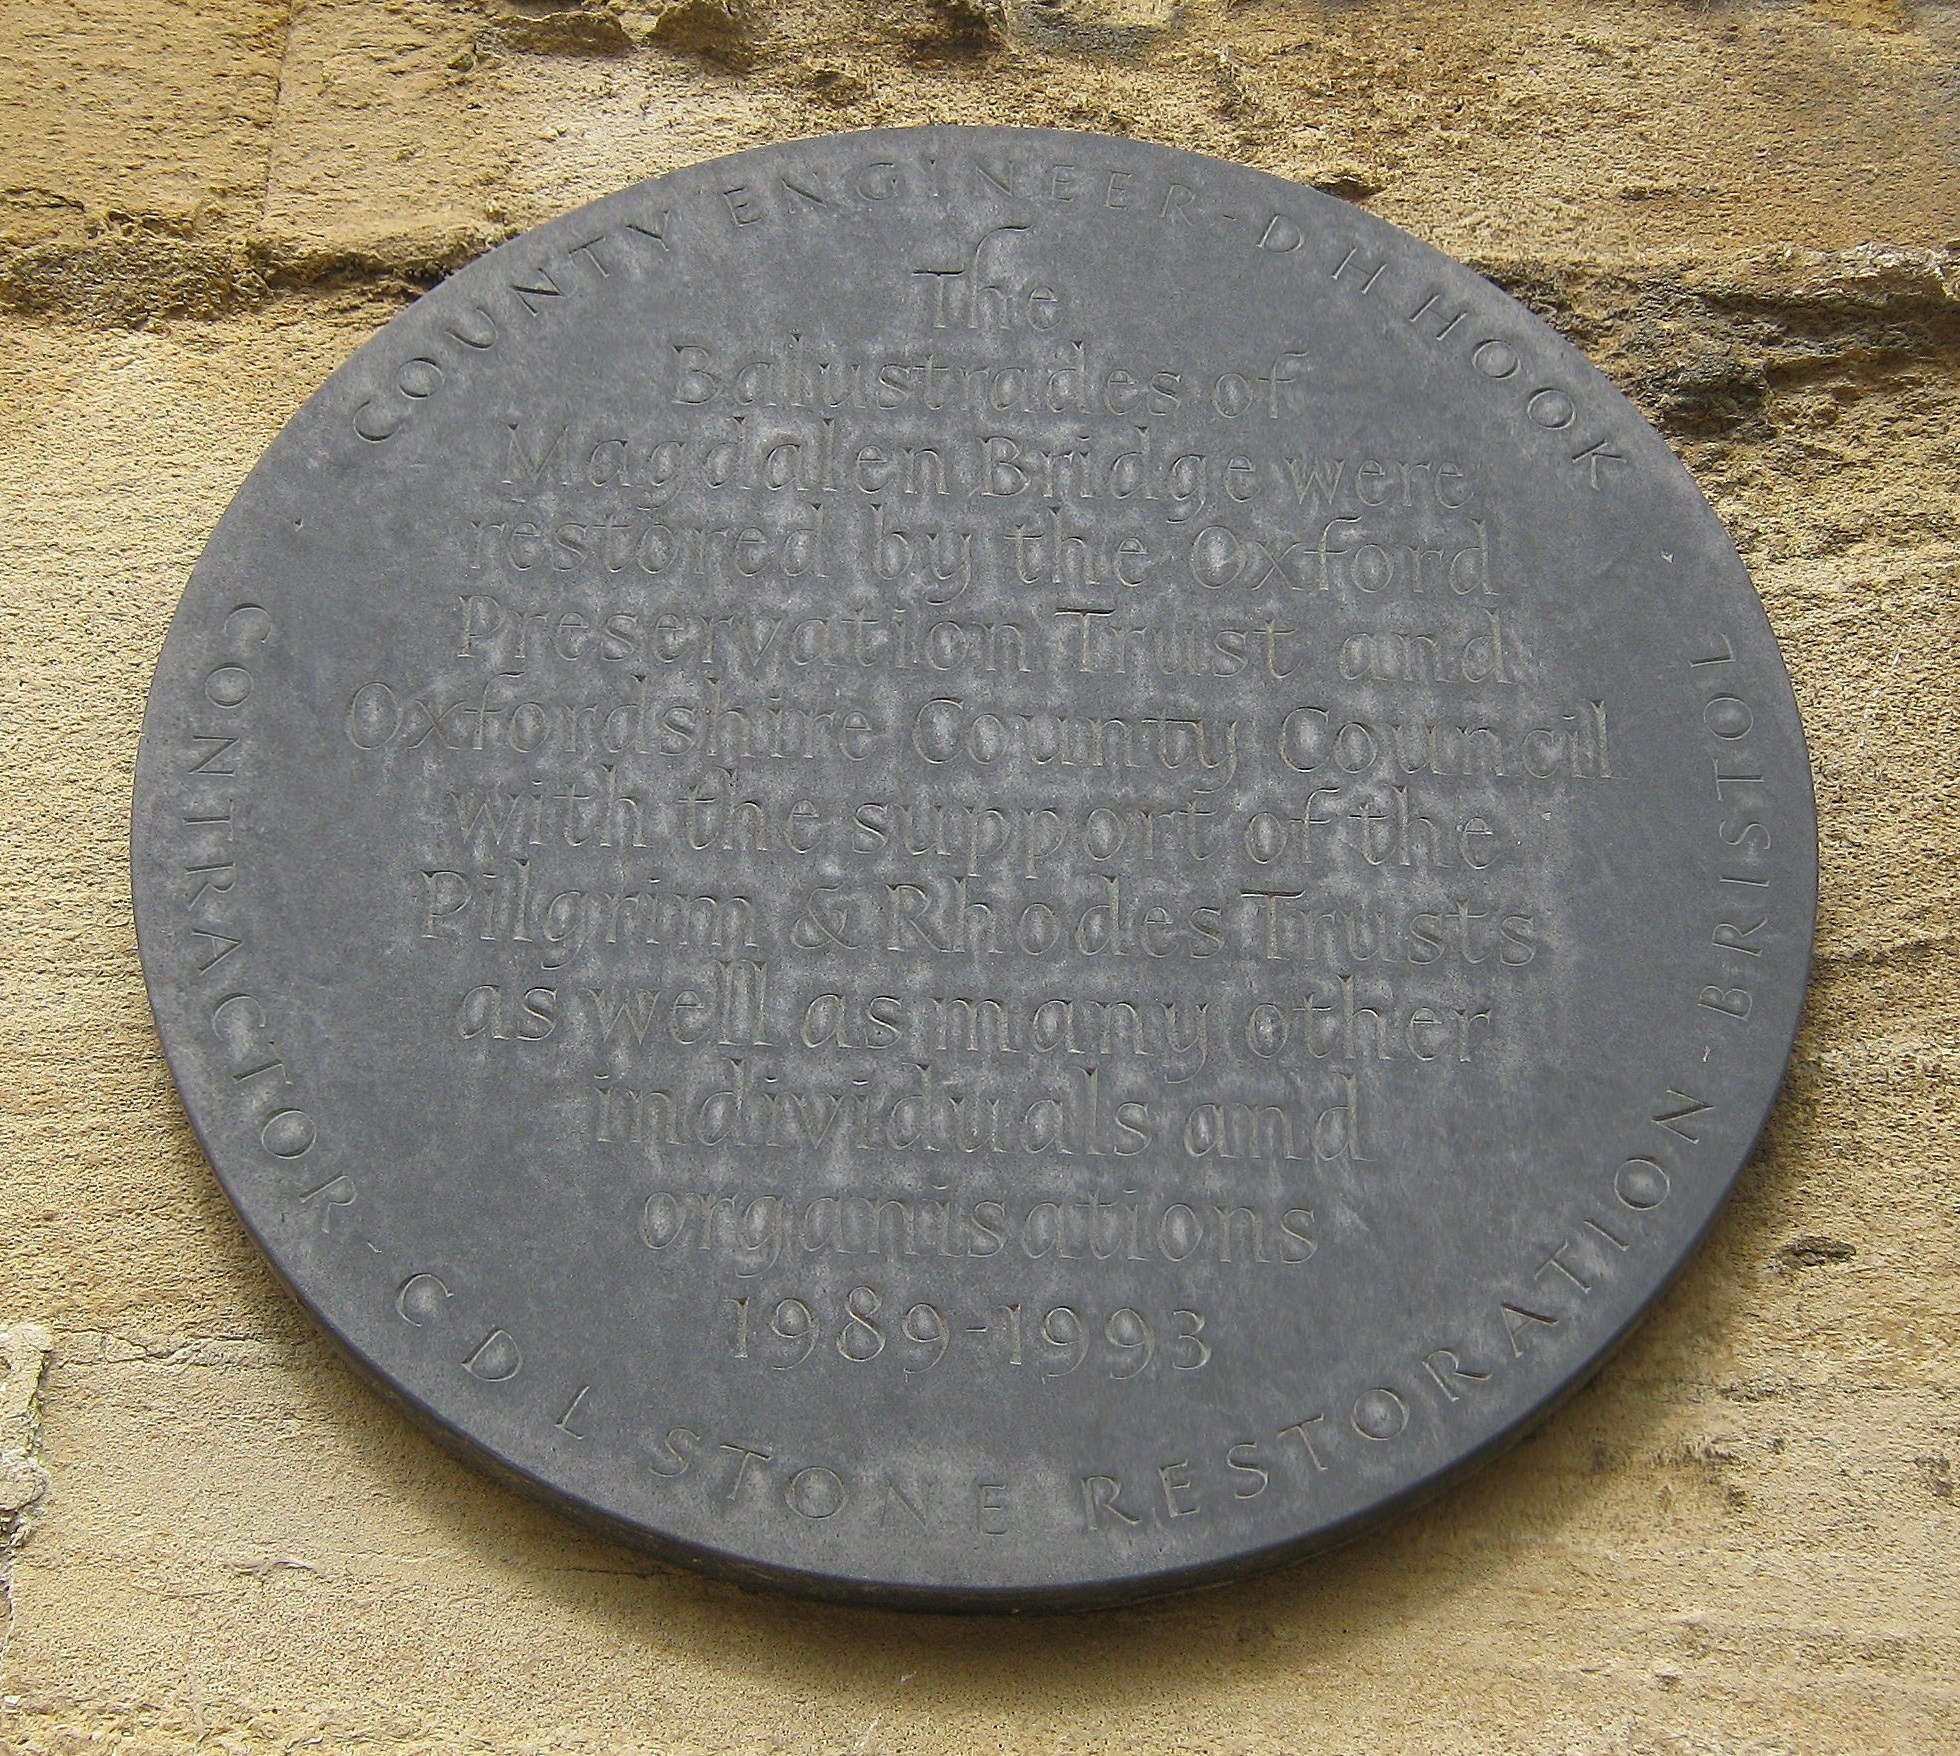 COUNTY ENGINEER - D H HOOK
The
Balustrades of
Magdalen Bridge were
restored by the Oxford
Preservation Trust and
Oxfordshire County Council
with the support of the
Pilgrim & Rhodes Trusts
as well as many other
individuals and
organisations
1989-1993
CONTRACTOR - C D L STONE RESTORATION - BRISTOL